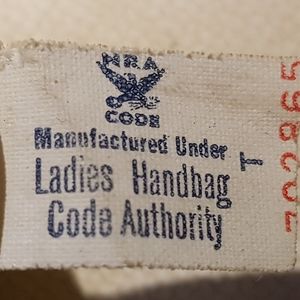 NRA
CODE
Manufactured Under
Ladies Handbag
Code Authority
T